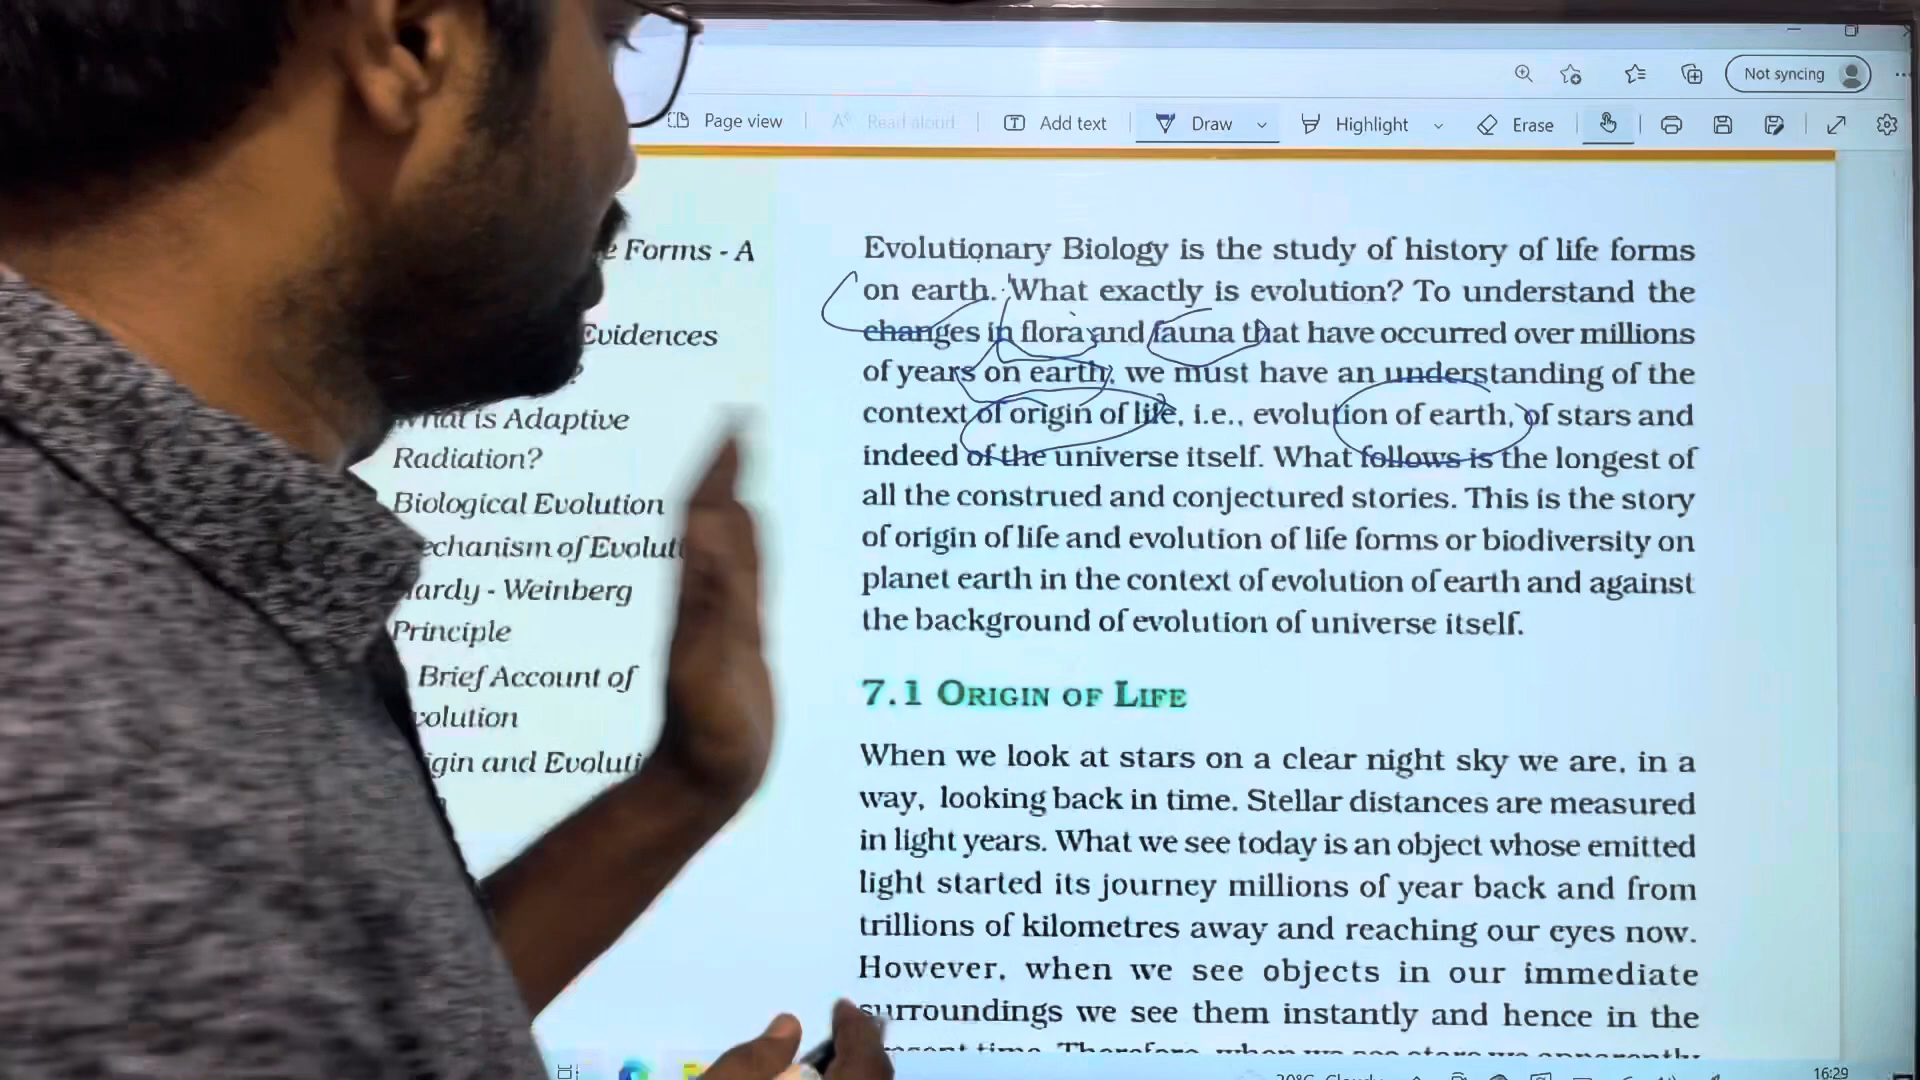 Not syncing
Page view
Read aloud
Add text
Draw
Highlight
Erase
Forms - A
Evidences
What is Adaptive
Radiation?
Biological Evolution
Hardy - Weinberg
Principle
Brief Account of
Evolutionary Biology is the study of history of life forms
on earth. What exactly is evolution? To understand the
changes in flora and fauna that have occurred over millions
of years on earth, we must have an understanding of the
context of origin of life, i.e., evolution of earth, of stars and
indeed of the universe itself. What follows is the longest of
all the construed and conjectured stories. This is the story
of origin of life and evolution of life forms or biodiversity on
planet earth in the context of evolution of earth and against
the background of evolution of universe itself.
7.1 ORIGIN OF LIFE
When we look at stars on a clear night sky we are, in a
way, looking back in time. Stellar distances are measured
in light years. What we see today is an object whose emitted
light started its journey millions of year back and from
trillions of kilometres away and reaching our eyes now.
However, when we see objects in our immediate
surroundings we see them instantly and hence in the
16:29